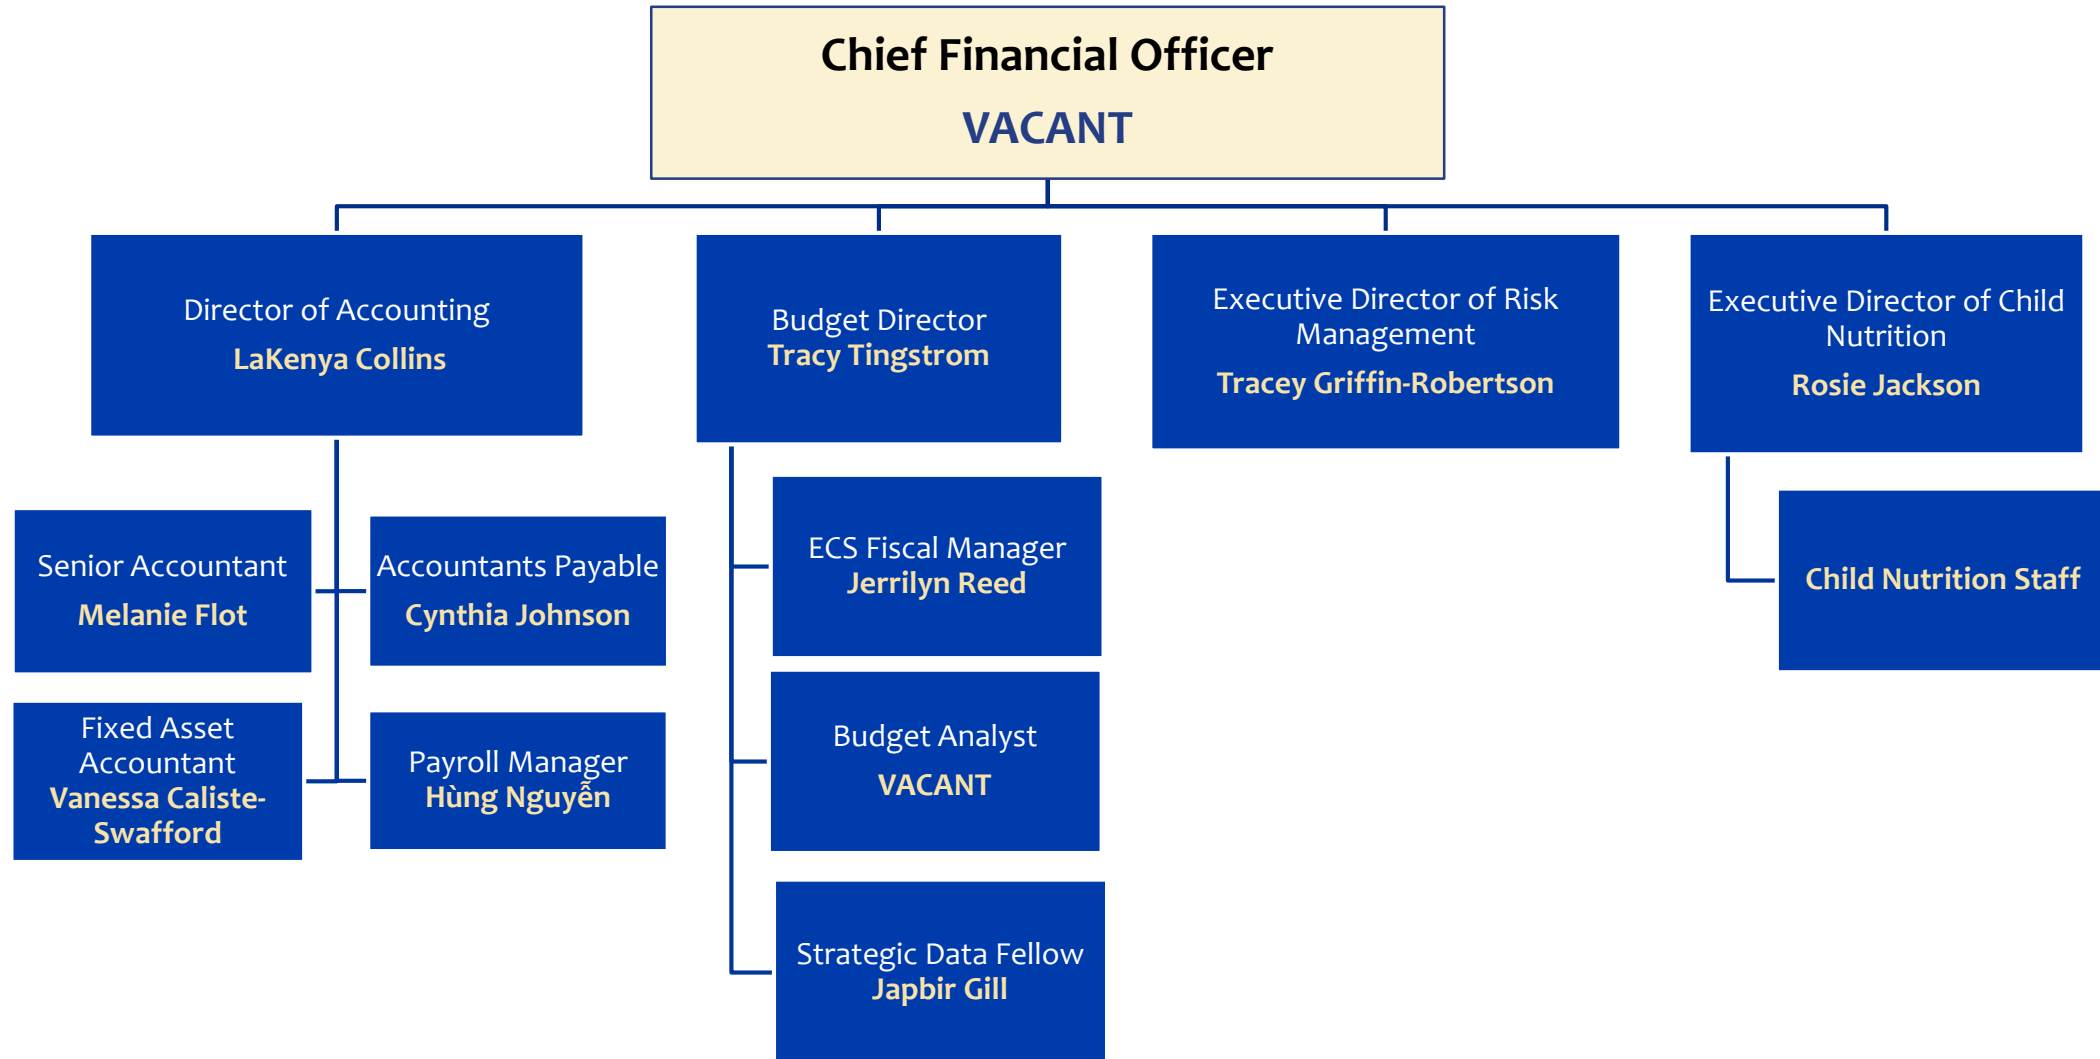 Chief Financial Officer
VACANT
Director of Accounting
LaKenya Collins
Budget Director
Tracy Tingstrom
Executive Director of Risk
Management
Tracey Griffin-Robertson
Executive Director of Child
Nutrition
Rosie Jackson
Senior Accountant
Melanie Flot
Accountants Payable
Cynthia Johnson
Fixed Asset
Accountant
Vanessa Caliste-
Swafford
Payroll Manager
Hùng Nguyễn
ECS Fiscal Manager
Jerrilyn Reed
Budget Analyst
VACANT
Strategic Data Fellow
Japbir Gill
Child Nutrition Staff